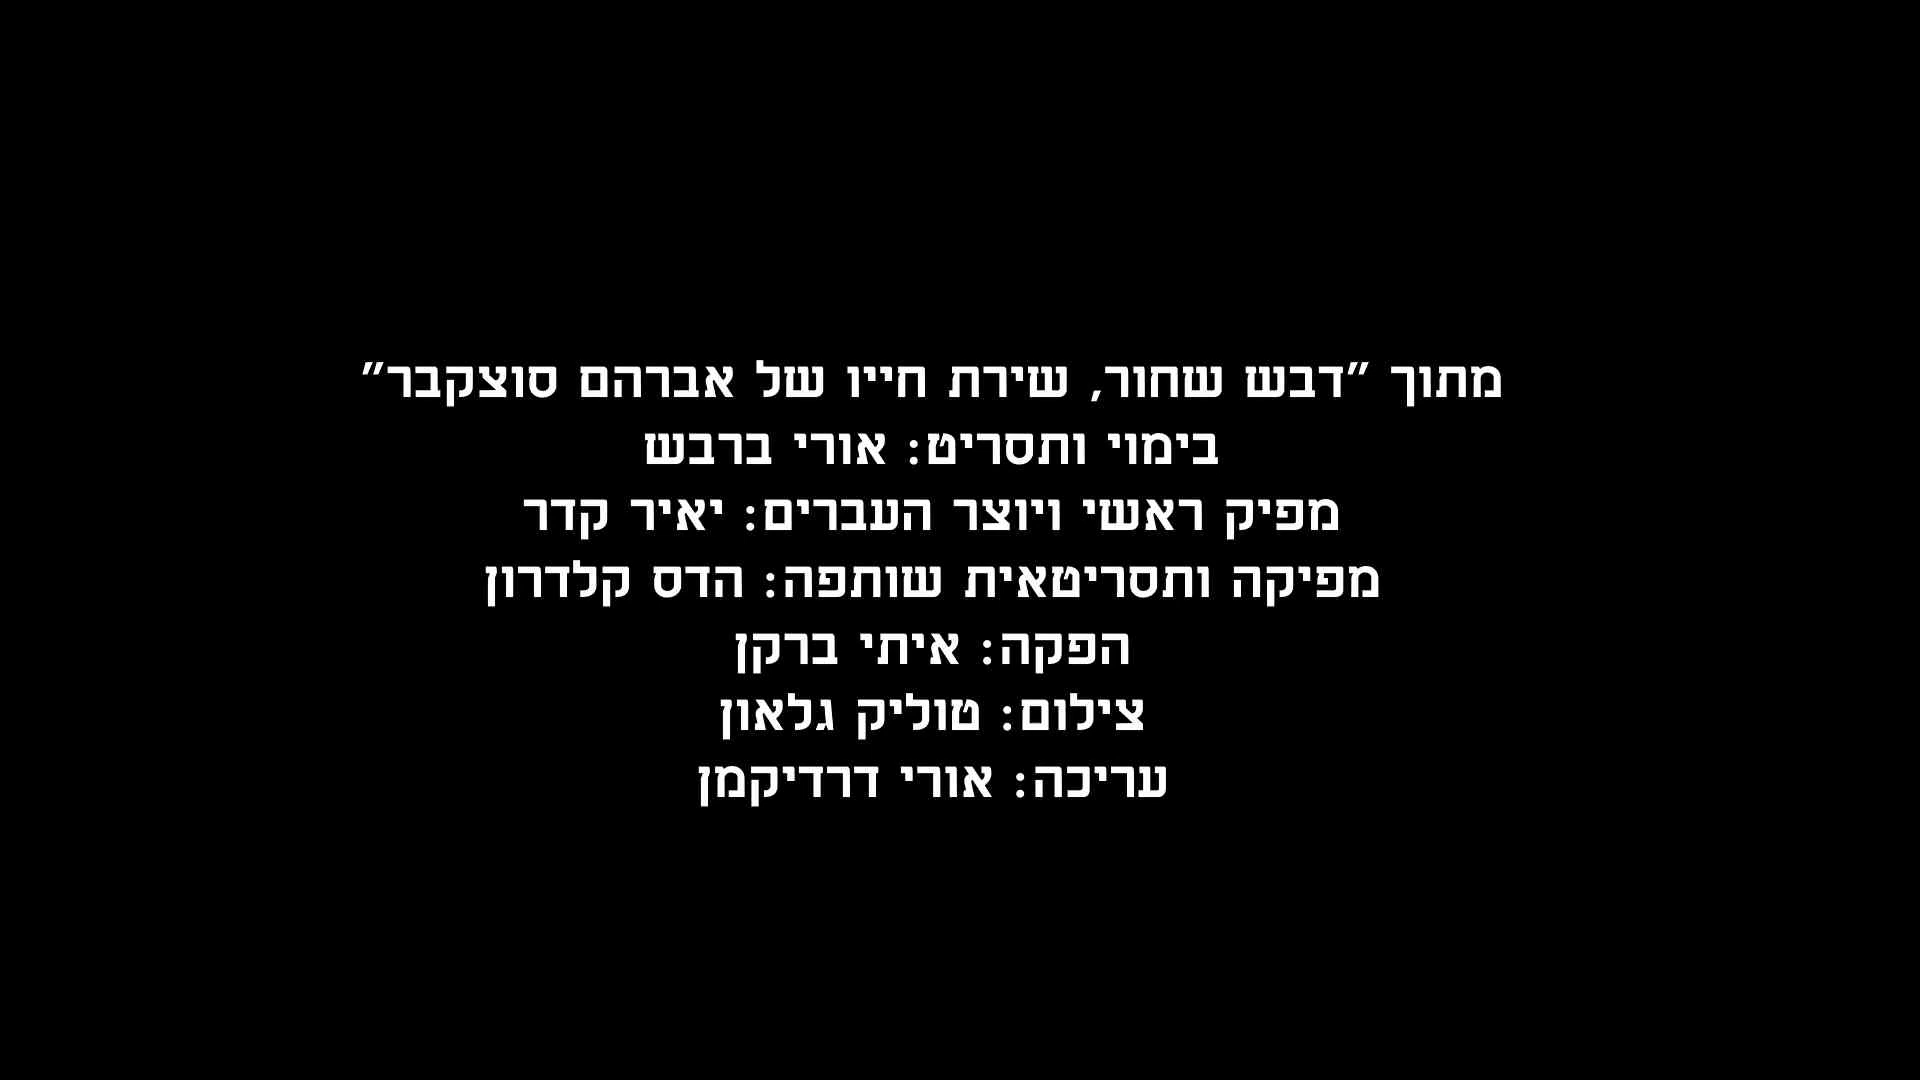 מתוך "דבש שחור, שירת חייו של אברהם סוצקבר"
בימוי ותסריט: אורי ברבש
מפיק ראשי ויוצר העברים: יאיר קדר
מפיקה ותסריטאית שותפה: הדס קלדרון
הפקה: איתי ברקן
צילום: טוליק גלאון
עריכה: אורי דרדיקמן